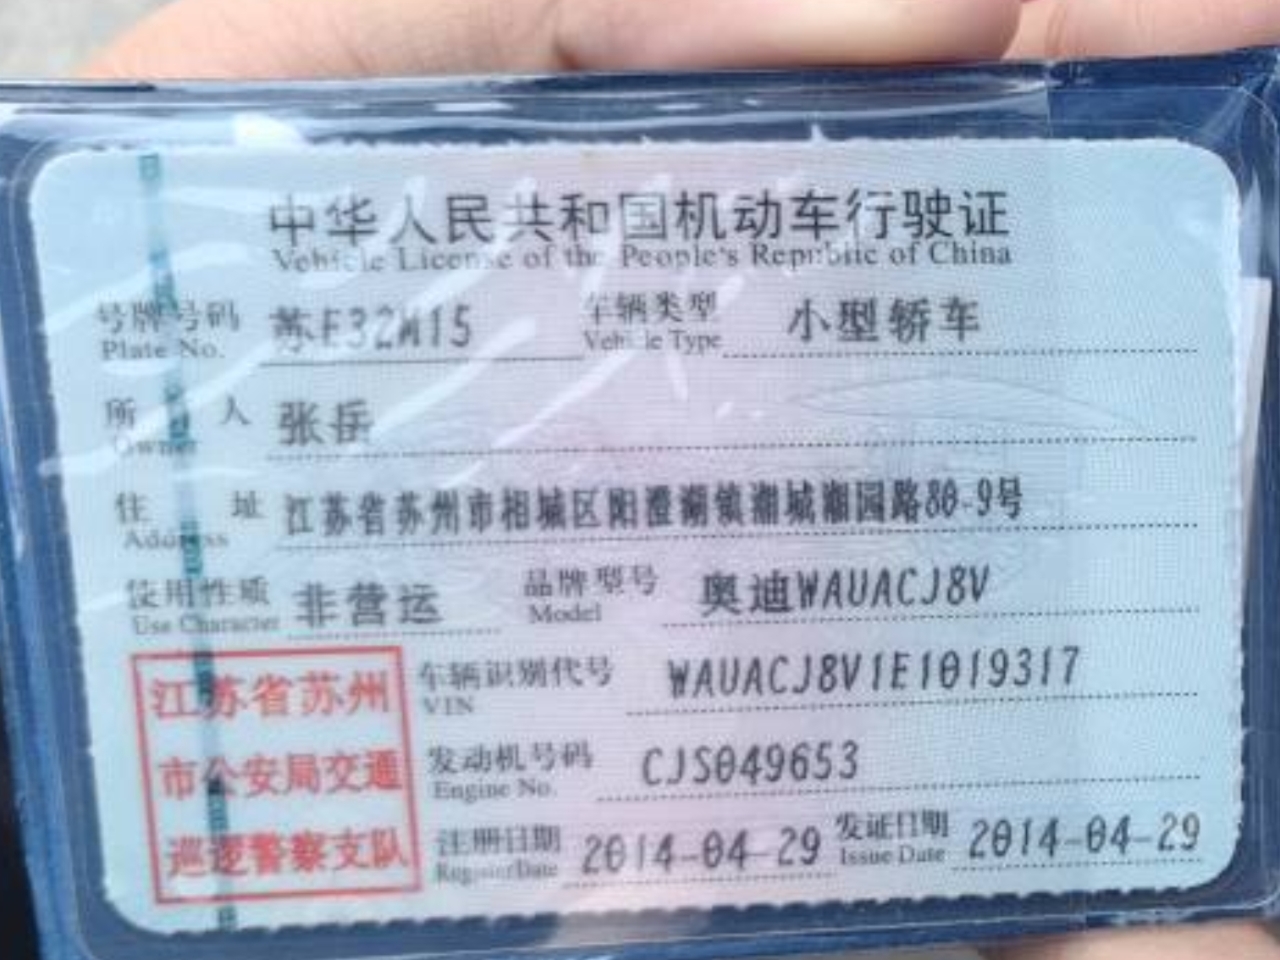 中华人民共和国机动车行驶证
Vehicle License of the People's Republic of China
号牌号码 苏E32M15 车辆类型 小型轿车
Plate No. Vehicle Type
所 人 张岳
Owner
住 址 江苏省苏州市相城区阳澄湖镇湘城湘园路80-9号
Address
使用性质 非营运 品牌型号 奥迪WAUACJ8V
Use Character Model
车辆识别代号 WAUACJ8V1E1019317
VIN
发动机号码 CJS049653
Engine No.
注册日期 2014-04-29 发证日期 2014-04-29
Register Date Issue Date
江苏省苏州
市公安局交通
巡逻警察支队